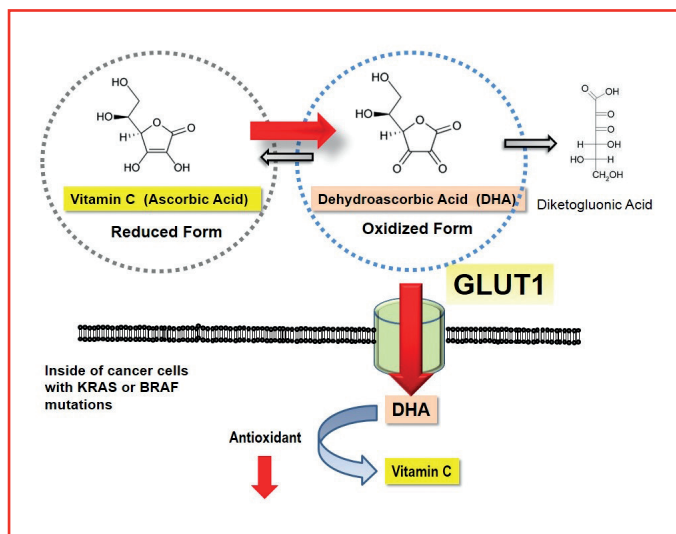 HO
HO
H
O
O
HO
OH
Vitamin C (Ascorbic Acid)
Reduced Form
HO
HO
H
O
O
O
O
Dehydroascorbic Acid (DHA)
Oxidized Form
O
OH
O
O
H
OH
HO
H
CH₂OH
Diketogluonic Acid
GLUT1
Inside of cancer cells
with KRAS or BRAF
mutations
DHA
Antioxidant
Vitamin C